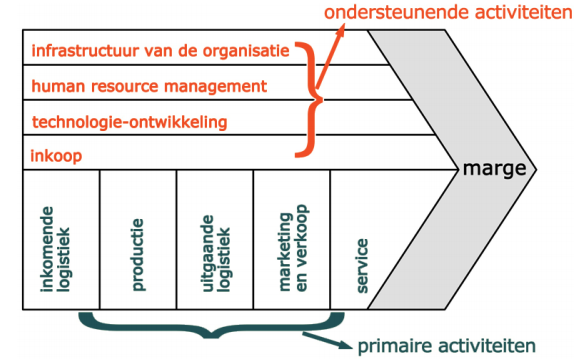 ondersteunende activiteiten
infrastructuur van de organisatie
human resource management
technologie-ontwikkeling
inkoop
marge
inkomende
logistiek
productie
uitgaande
logistiek
marketing
en verkoop
service
primaire activiteiten